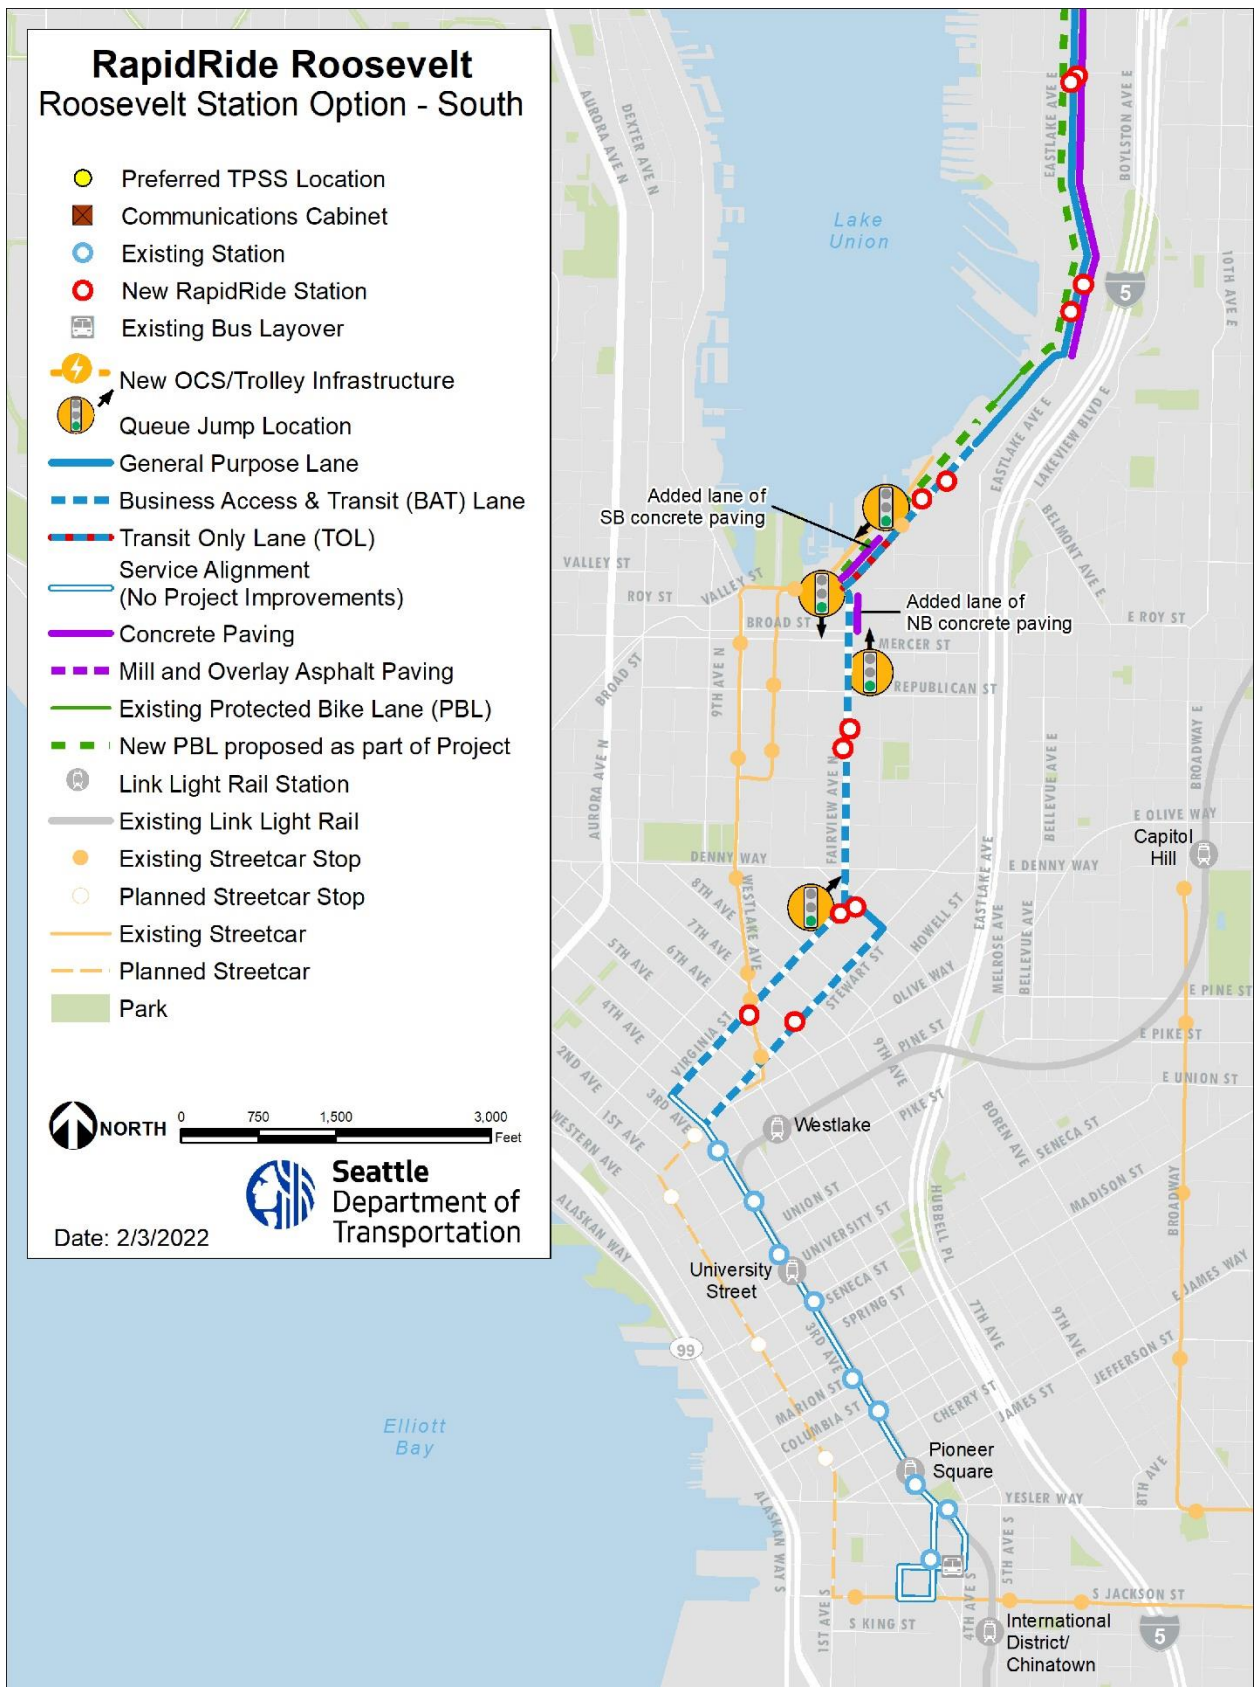 RapidRide Roosevelt
Roosevelt Station Option - South
Preferred TPSS Location
Communications Cabinet
Existing Station
New RapidRide Station
Existing Bus Layover
New OCS/Trolley Infrastructure
Queue Jump Location
General Purpose Lane
Business Access & Transit (BAT) Lane
Transit Only Lane (TOL)
Service Alignment
(No Project Improvements)
Concrete Paving
Mill and Overlay Asphalt Paving
Existing Protected Bike Lane (PBL)
New PBL proposed as part of Project
Link Light Rail Station
Existing Link Light Rail
Existing Streetcar Stop
Planned Streetcar Stop
Existing Streetcar
Planned Streetcar
Park
NORTH
0 750 1,500 3,000
Feet
Seattle
Department of
Transportation
Date: 2/3/2022
AURORA AVE N
DEXTER AVE N
EASTLAKE AVE E
BOYLSTON AVE E
Lake
Union
10TH AVE E
5
EASTLAKE AVE E
LAKEVIEW BLVD E
BELMONT AVE E
Added lane of
SB concrete paving
VALLEY ST
VALLEY ST
ROY ST
BROAD ST
Added lane of
NB concrete paving
E ROY ST
MERCER ST
BROAD ST
9TH AVE N
REPUBLICAN ST
AURORA AVE N
FAIRVIEW AVE N
BELLEVUE AVE E
BROADWAY E
E OLIVE WAY
Capitol
Hill
DENNY WAY
E DENNY WAY
8TH AVE
WESTLAKE AVE
7TH AVE
6TH AVE
5TH AVE
4TH AVE
2ND AVE
1ST AVE
WESTERN AVE
HOWELL ST
EASTLAKE AVE
MELROSE AVE
BELLEVUE AVE
STEWART ST
OLIVE WAY
E PINE ST
VIRGINIA ST
PINE ST
9TH AVE
E PIKE ST
E UNION ST
3RD AVE
PIKE ST
Westlake
BOREN AVE
SENECA ST
MADISON ST
UNION ST
UNIVERSITY ST
HUBBELL PL
BROADWAY
ALASKAN WAY
University
Street
SENECA ST
SPRING ST
E JAMES WAY
7TH AVE
9TH AVE
JEFFERSON ST
99
3RD AVE
MARION ST
COLUMBIA ST
CHERRY ST
JAMES ST
Elliott
Bay
Pioneer
Square
8TH AVE
YESLER WAY
ALASKAN WAY S
5TH AVE S
4TH AVE S
1ST AVE S
S JACKSON ST
S KING ST
International
District/
Chinatown
5